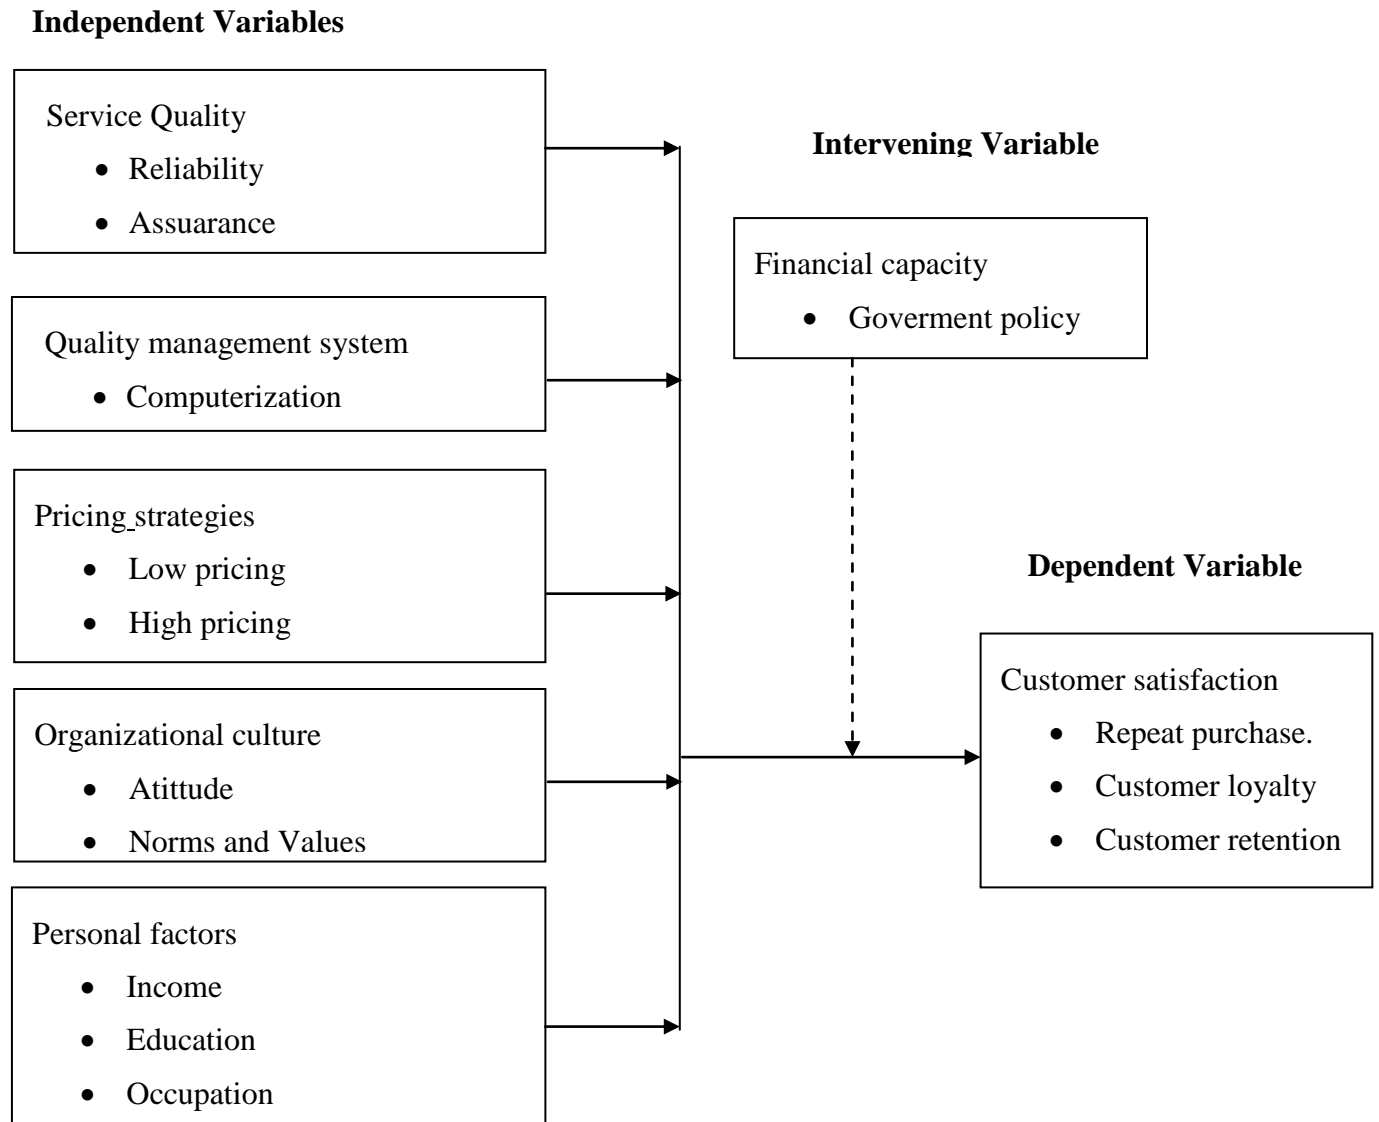 Independent Variables
Service Quality
• Reliability
• Assuarance
Quality management system
• Computerization
Pricing strategies
• Low pricing
• High pricing
Organizational culture
• Atittude
• Norms and Values
Personal factors
• Income
• Education
• Occupation
Intervening Variable
Financial capacity
• Goverment policy
Dependent Variable
Customer satisfaction
• Repeat purchase.
• Customer loyalty
• Customer retention